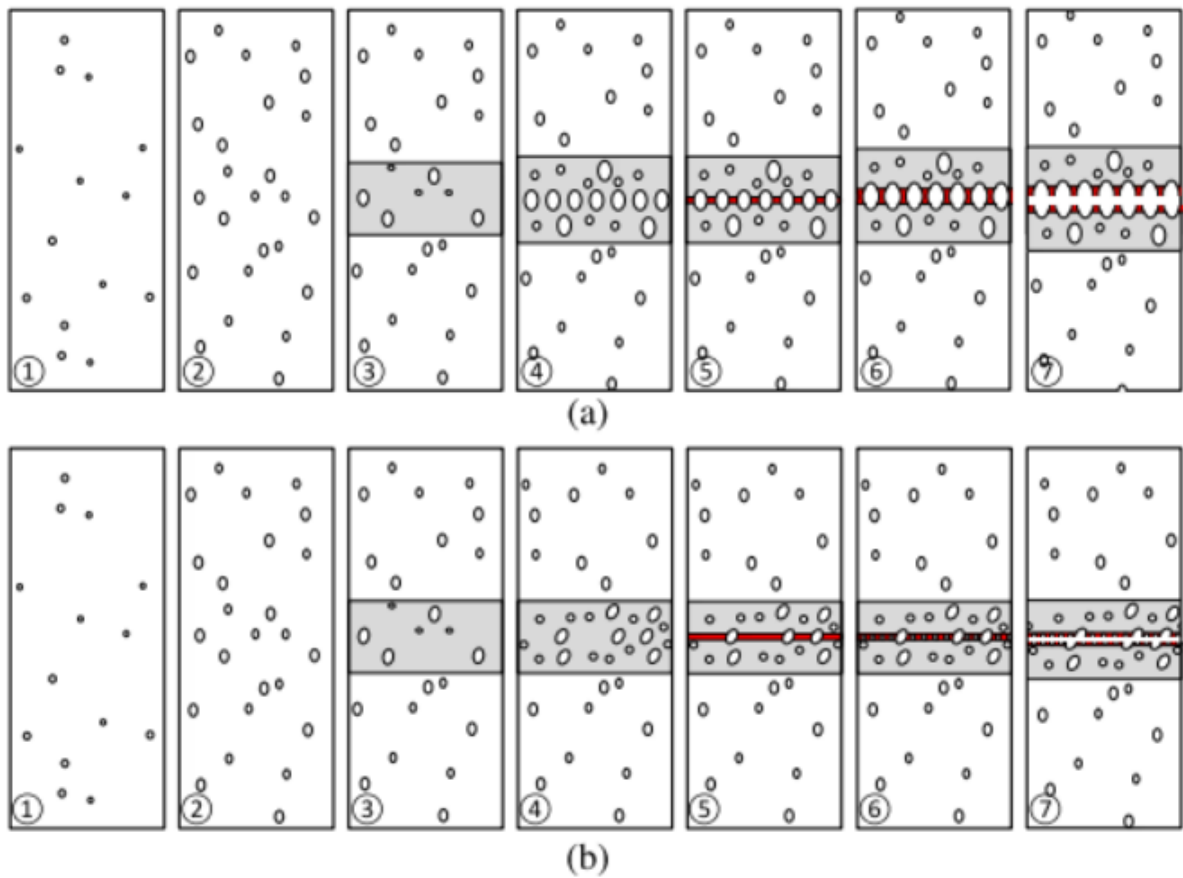 ① ② ③ ④ ⑤ ⑥ ⑦
(a)
① ② ③ ④ ⑤ ⑥ ⑦
(b)